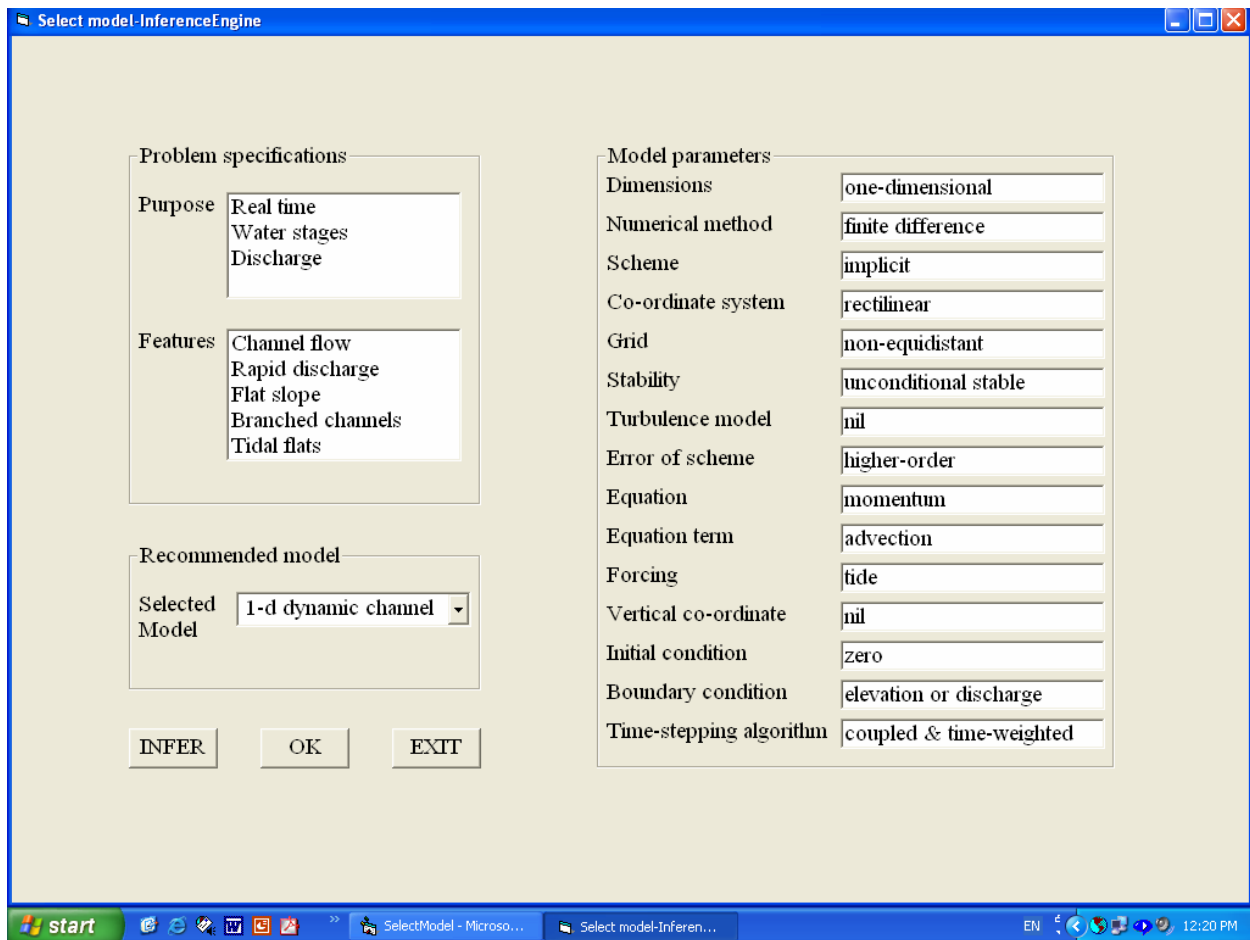 Select model-InferenceEngine
Problem specifications
Purpose
Real time
Water stages
Discharge
Features
Channel flow
Rapid discharge
Flat slope
Branched channels
Tidal flats
Recommended model
Selected
Model
1-d dynamic channel
INFER OK EXIT
Model parameters
Dimensions one-dimensional
Numerical method finite difference
Scheme implicit
Co-ordinate system rectilinear
Grid non-equidistant
Stability unconditional stable
Turbulence model nil
Error of scheme higher-order
Equation momentum
Equation term advection
Forcing tide
Vertical co-ordinate nil
Initial condition zero
Boundary condition elevation or discharge
Time-stepping algorithm coupled & time-weighted
start SelectModel - Microso... Select model-Inferen... EN 12:20 PM